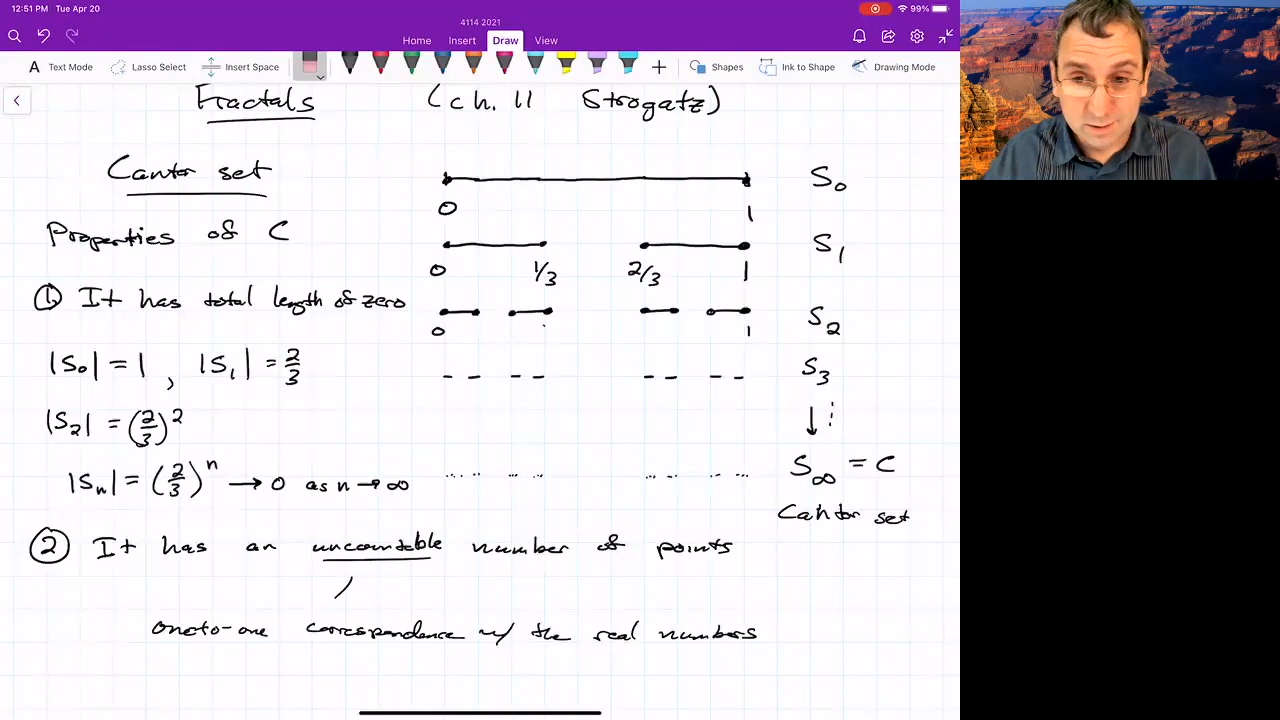 12:51 PM Tue Apr 20
99%
4114 2021
Home Insert Draw View
Text Mode Lasso Select Insert Space Shapes Ink to Shape Drawing Mode
Fractals (ch. 11 Strogatz)
Cantor set
Properties of C
① It has total length of zero
|S₀| = 1 , |S₁| = 2/3
|S₂| = (2/3)²
|Sₙ| = (2/3)ⁿ → 0 as n → ∞
0 1 S₀
0 1/3 2/3 1 S₁
0 1 S₂
S₃
↓ ⋮
S∞ = C
Cantor set
② It has an uncountable number of points
one-to-one correspondence w/ the real numbers